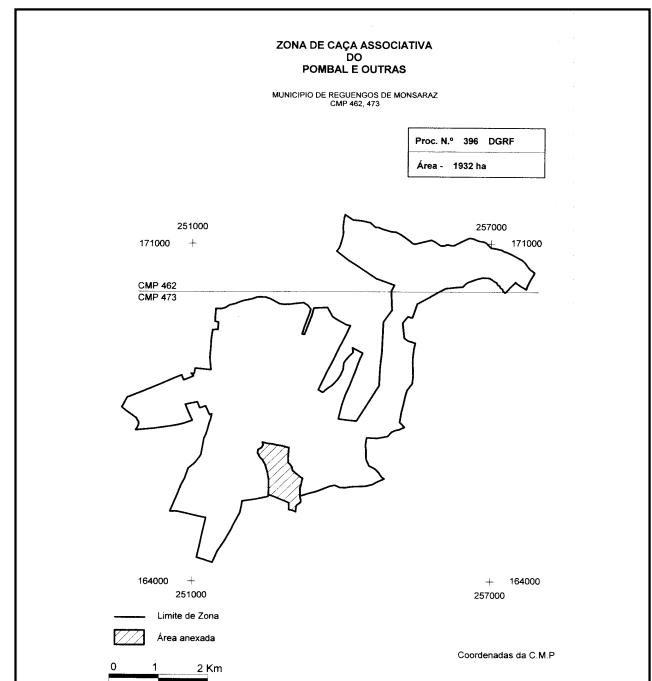 ZONA DE CAÇA ASSOCIATIVA
DO
POMBAL E OUTRAS
MUNICIPIO DE REGUENGOS DE MONSARAZ
CMP 462, 473
Proc. N.º 396 DGRF
Área - 1932 ha
251000
257000
171000
171000
CMP 462
CMP 473
164000
164000
251000
257000
Limite de Zona
Área anexada
Coordenadas da C.M.P
0 1 2 Km